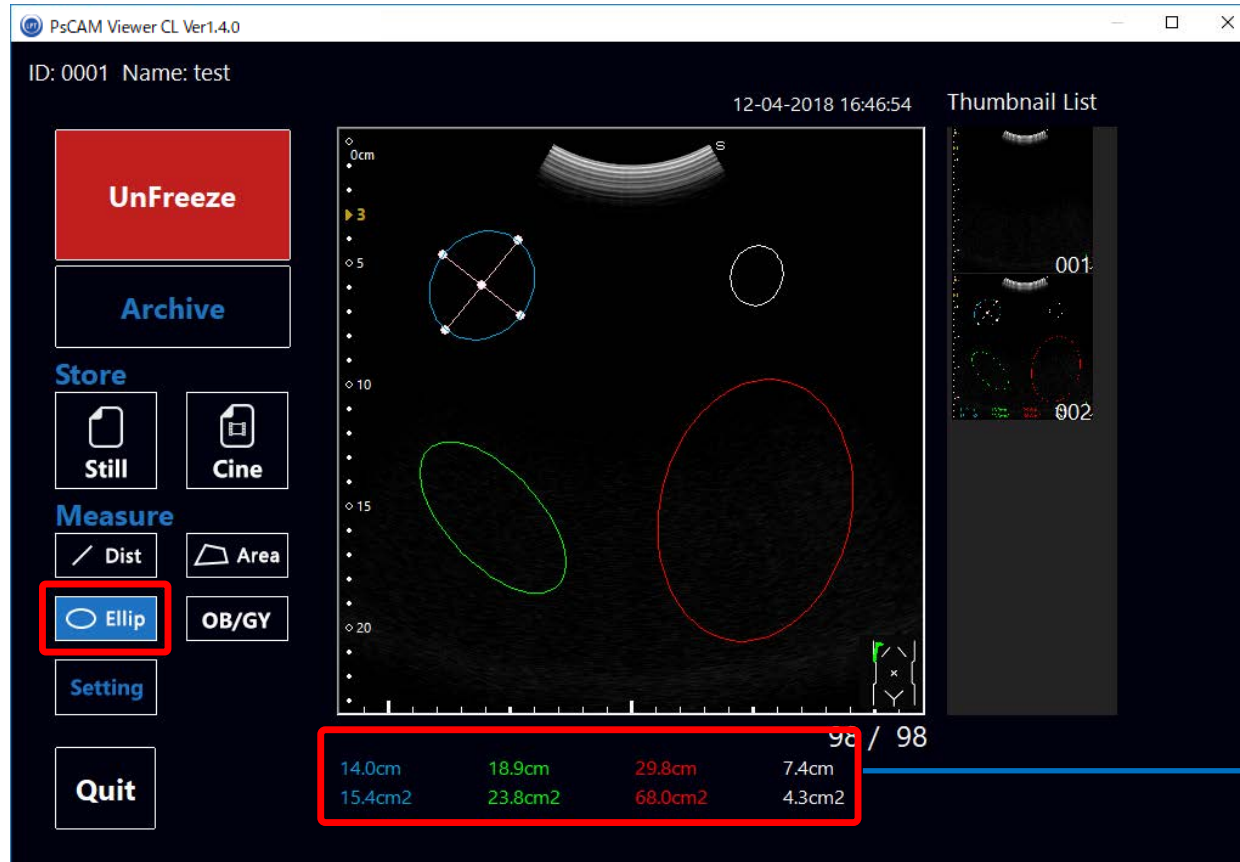 PsCAM Viewer CL Ver1.4.0
ID: 0001 Name: test
12-04-2018 16:46:54
Thumbnail List
UnFreeze
Archive
Store
Still
Cine
Measure
Dist
Area
Ellip
OB/GY
Setting
Quit
0cm
S
3
5
10
15
20
001
002
98 / 98
14.0cm 18.9cm 29.8cm 7.4cm
15.4cm2 23.8cm2 68.0cm2 4.3cm2